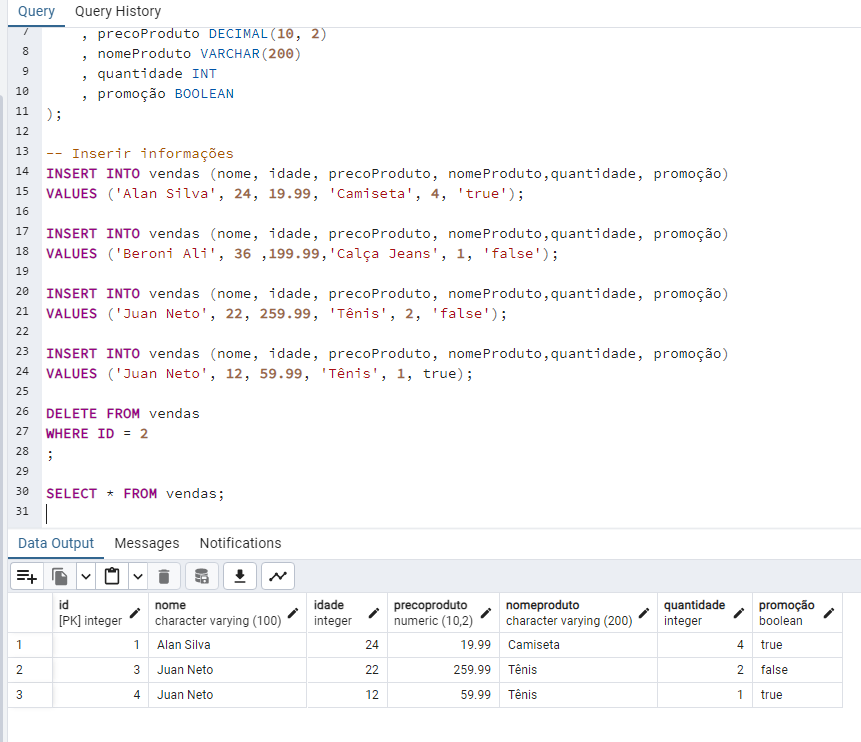 Query Query History
7 , precoProduto DECIMAL(10, 2)
8 , nomeProduto VARCHAR(200)
9 , quantidade INT
10 , promoção BOOLEAN
11 );
12
13 -- Inserir informações
14 INSERT INTO vendas (nome, idade, precoProduto, nomeProduto,quantidade, promoção)
15 VALUES ('Alan Silva', 24, 19.99, 'Camiseta', 4, 'true');
16
17 INSERT INTO vendas (nome, idade, precoProduto, nomeProduto,quantidade, promoção)
18 VALUES ('Beroni Ali', 36 ,199.99,'Calça Jeans', 1, 'false');
19
20 INSERT INTO vendas (nome, idade, precoProduto, nomeProduto,quantidade, promoção)
21 VALUES ('Juan Neto', 22, 259.99, 'Tênis', 2, 'false');
22
23 INSERT INTO vendas (nome, idade, precoProduto, nomeProduto,quantidade, promoção)
24 VALUES ('Juan Neto', 12, 59.99, 'Tênis', 1, true);
25
26 DELETE FROM vendas
27 WHERE ID = 2
28 ;
29
30 SELECT * FROM vendas;
31
Data Output Messages Notifications
id nome idade precoproduto nomeproduto quantidade promoção
[PK] integer character varying (100) integer numeric (10,2) character varying (200) integer boolean
1 1 Alan Silva 24 19.99 Camiseta 4 true
2 3 Juan Neto 22 259.99 Tênis 2 false
3 4 Juan Neto 12 59.99 Tênis 1 true